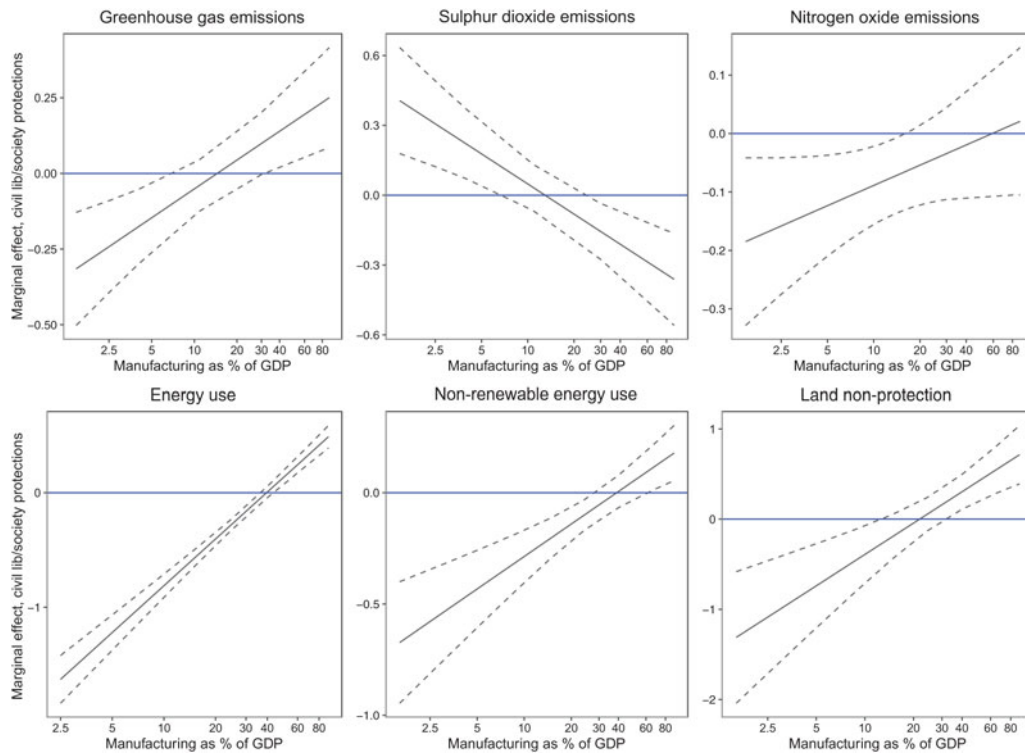 Greenhouse gas emissions
Marginal effect, civil lib/society protections
0.25
0.00
−0.25
−0.50
2.5 5 10 20 30 40 60 80
Manufacturing as % of GDP
Sulphur dioxide emissions
0.6
0.3
0.0
−0.3
−0.6
2.5 5 10 20 30 40 60 80
Manufacturing as % of GDP
Nitrogen oxide emissions
0.1
0.0
−0.1
−0.2
−0.3
2.5 5 10 20 30 40 60 80
Manufacturing as % of GDP
Energy use
Marginal effect, civil lib/society protections
0
−1
2.5 5 10 20 30 40 60 80
Manufacturing as % of GDP
Non-renewable energy use
0.0
−0.5
−1.0
2.5 5 10 20 30 40 60 80
Manufacturing as % of GDP
Land non-protection
1
0
−1
−2
2.5 5 10 20 30 40 60 80
Manufacturing as % of GDP